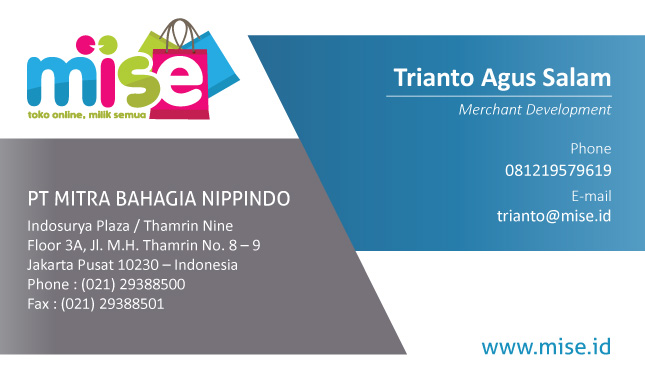 mise
toko online, milik semua
Trianto Agus Salam
Merchant Development
Phone
081219579619
E-mail
trianto@mise.id
PT MITRA BAHAGIA NIPPINDO
Indosurya Plaza / Thamrin Nine
Floor 3A, Jl. M.H. Thamrin No. 8 – 9
Jakarta Pusat 10230 – Indonesia
Phone : (021) 29388500
Fax : (021) 29388501
www.mise.id